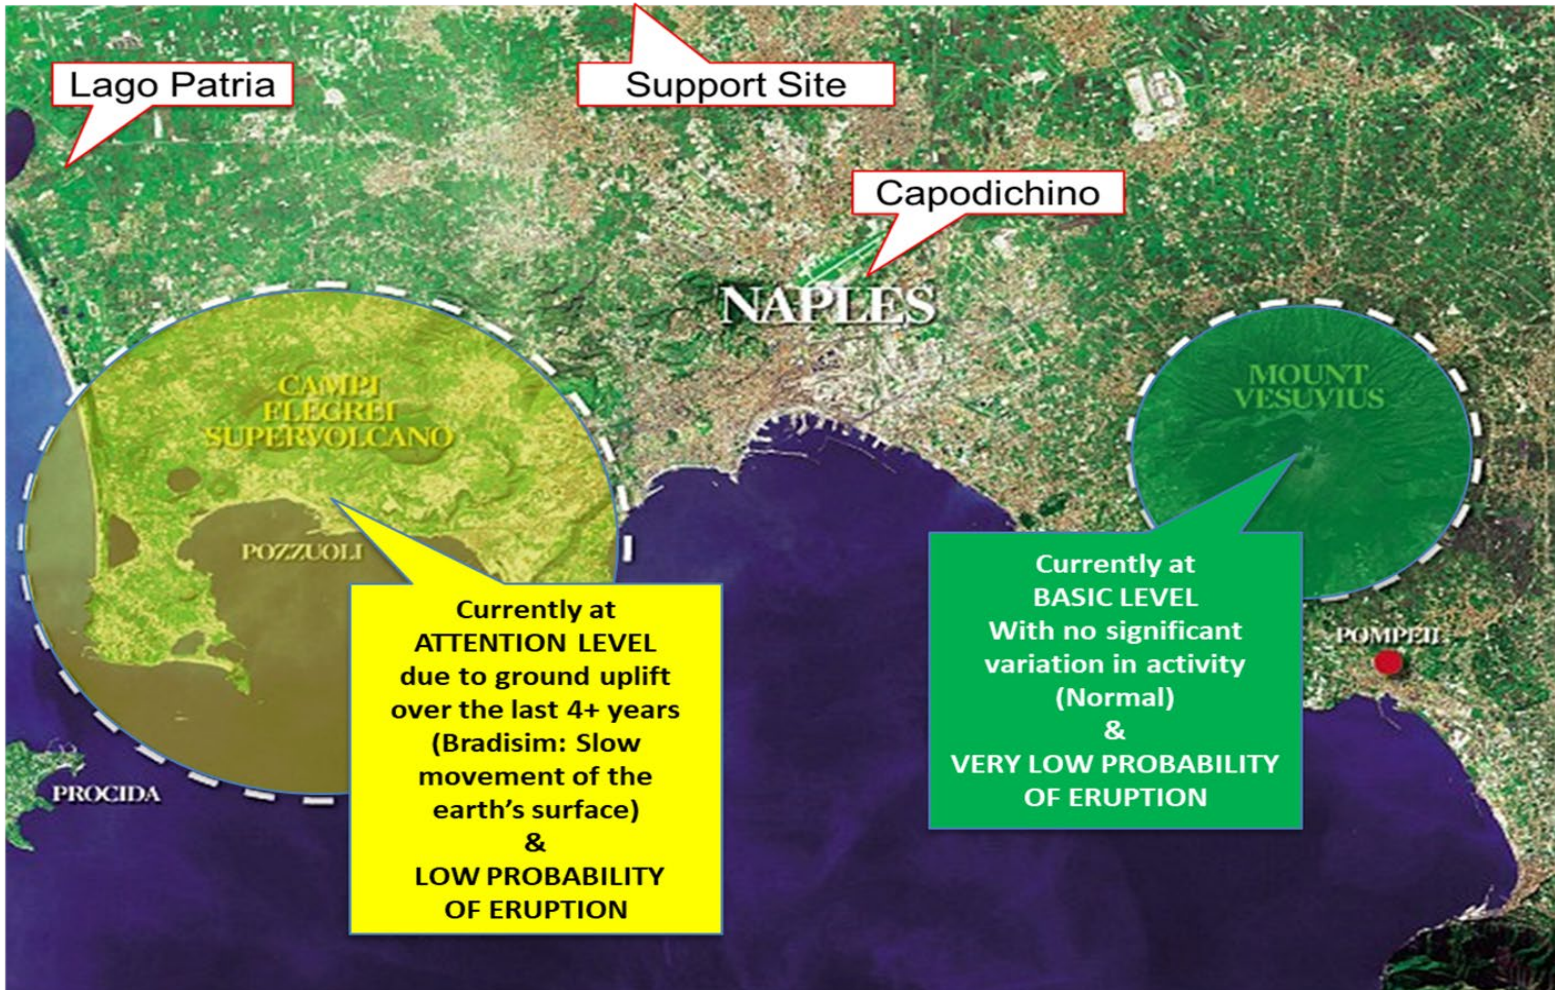 Lago Patria
Support Site
Capodichino
NAPLES
CAMPI
FLEGREI
SUPERVOLCANO
MOUNT
VESUVIUS
POZZUOLI
Currently at
ATTENTION LEVEL
due to ground uplift
over the last 4+ years
(Bradisim: Slow
movement of the
earth's surface)
&
LOW PROBABILITY
OF ERUPTION
Currently at
BASIC LEVEL
With no significant
variation in activity
(Normal)
&
VERY LOW PROBABILITY
OF ERUPTION
POMPEII
PROCIDA